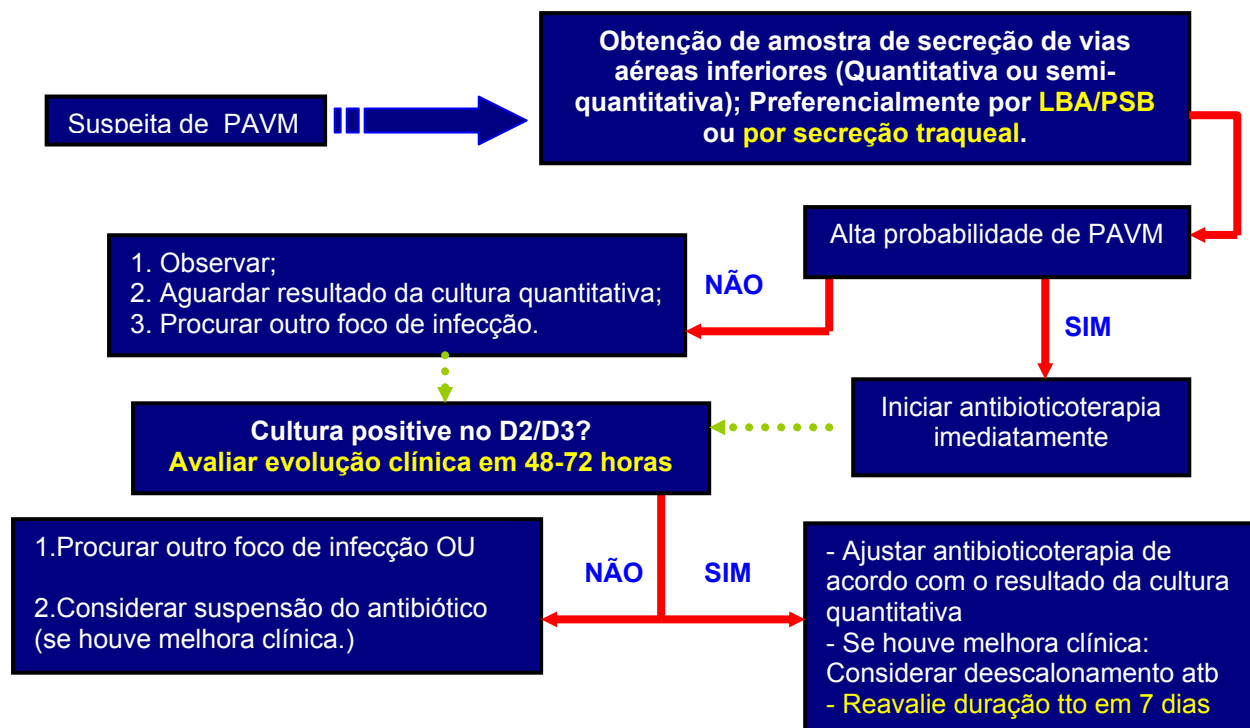 Obtenção de amostra de secreção de vias
aéreas inferiores (Quantitativa ou semi-
quantitativa); Preferencialmente por LBA/PSB
ou por secreção traqueal.
Suspeita de PAVM
Alta probabilidade de PAVM
1. Observar;
2. Aguardar resultado da cultura quantitativa;
3. Procurar outro foco de infecção.
NÃO
SIM
Iniciar antibioticoterapia
imediatamente
Cultura positive no D2/D3?
Avaliar evolução clínica em 48-72 horas
1.Procurar outro foco de infecção OU
2.Considerar suspensão do antibiótico
(se houve melhora clínica.)
NÃO
SIM
- Ajustar antibioticoterapia de
acordo com o resultado da cultura
quantitativa
- Se houve melhora clínica:
Considerar deescalonamento atb
- Reavalie duração tto em 7 dias